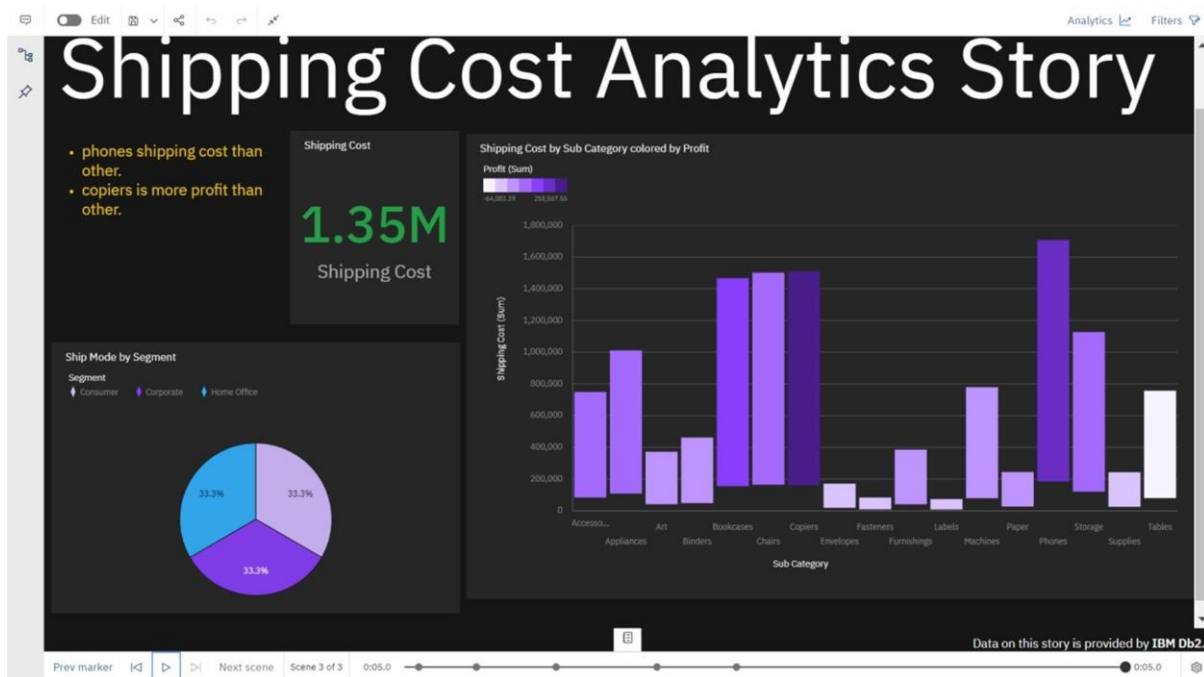 Edit
Analytics
Filters
Shipping Cost Analytics Story
• phones shipping cost than
other.
• copiers is more profit than
other.
Shipping Cost
1.35M
Shipping Cost
Ship Mode by Segment
Segment
Consumer
Corporate
Home Office
33.3%
33.3%
33.3%
Shipping Cost by Sub Category colored by Profit
Profit (Sum)
-64,083.39
258,567.55
Shipping Cost (Sum)
1,800,000
1,600,000
1,400,000
1,200,000
1,000,000
800,000
600,000
400,000
200,000
0
Accesso...
Appliances
Art
Binders
Bookcases
Chairs
Copiers
Envelopes
Fasteners
Furnishings
Labels
Machines
Paper
Phones
Storage
Supplies
Tables
Sub Category
Data on this story is provided by IBM Db2.
Prev marker
Next scene
Scene 3 of 3
0:05.0
0:05.0